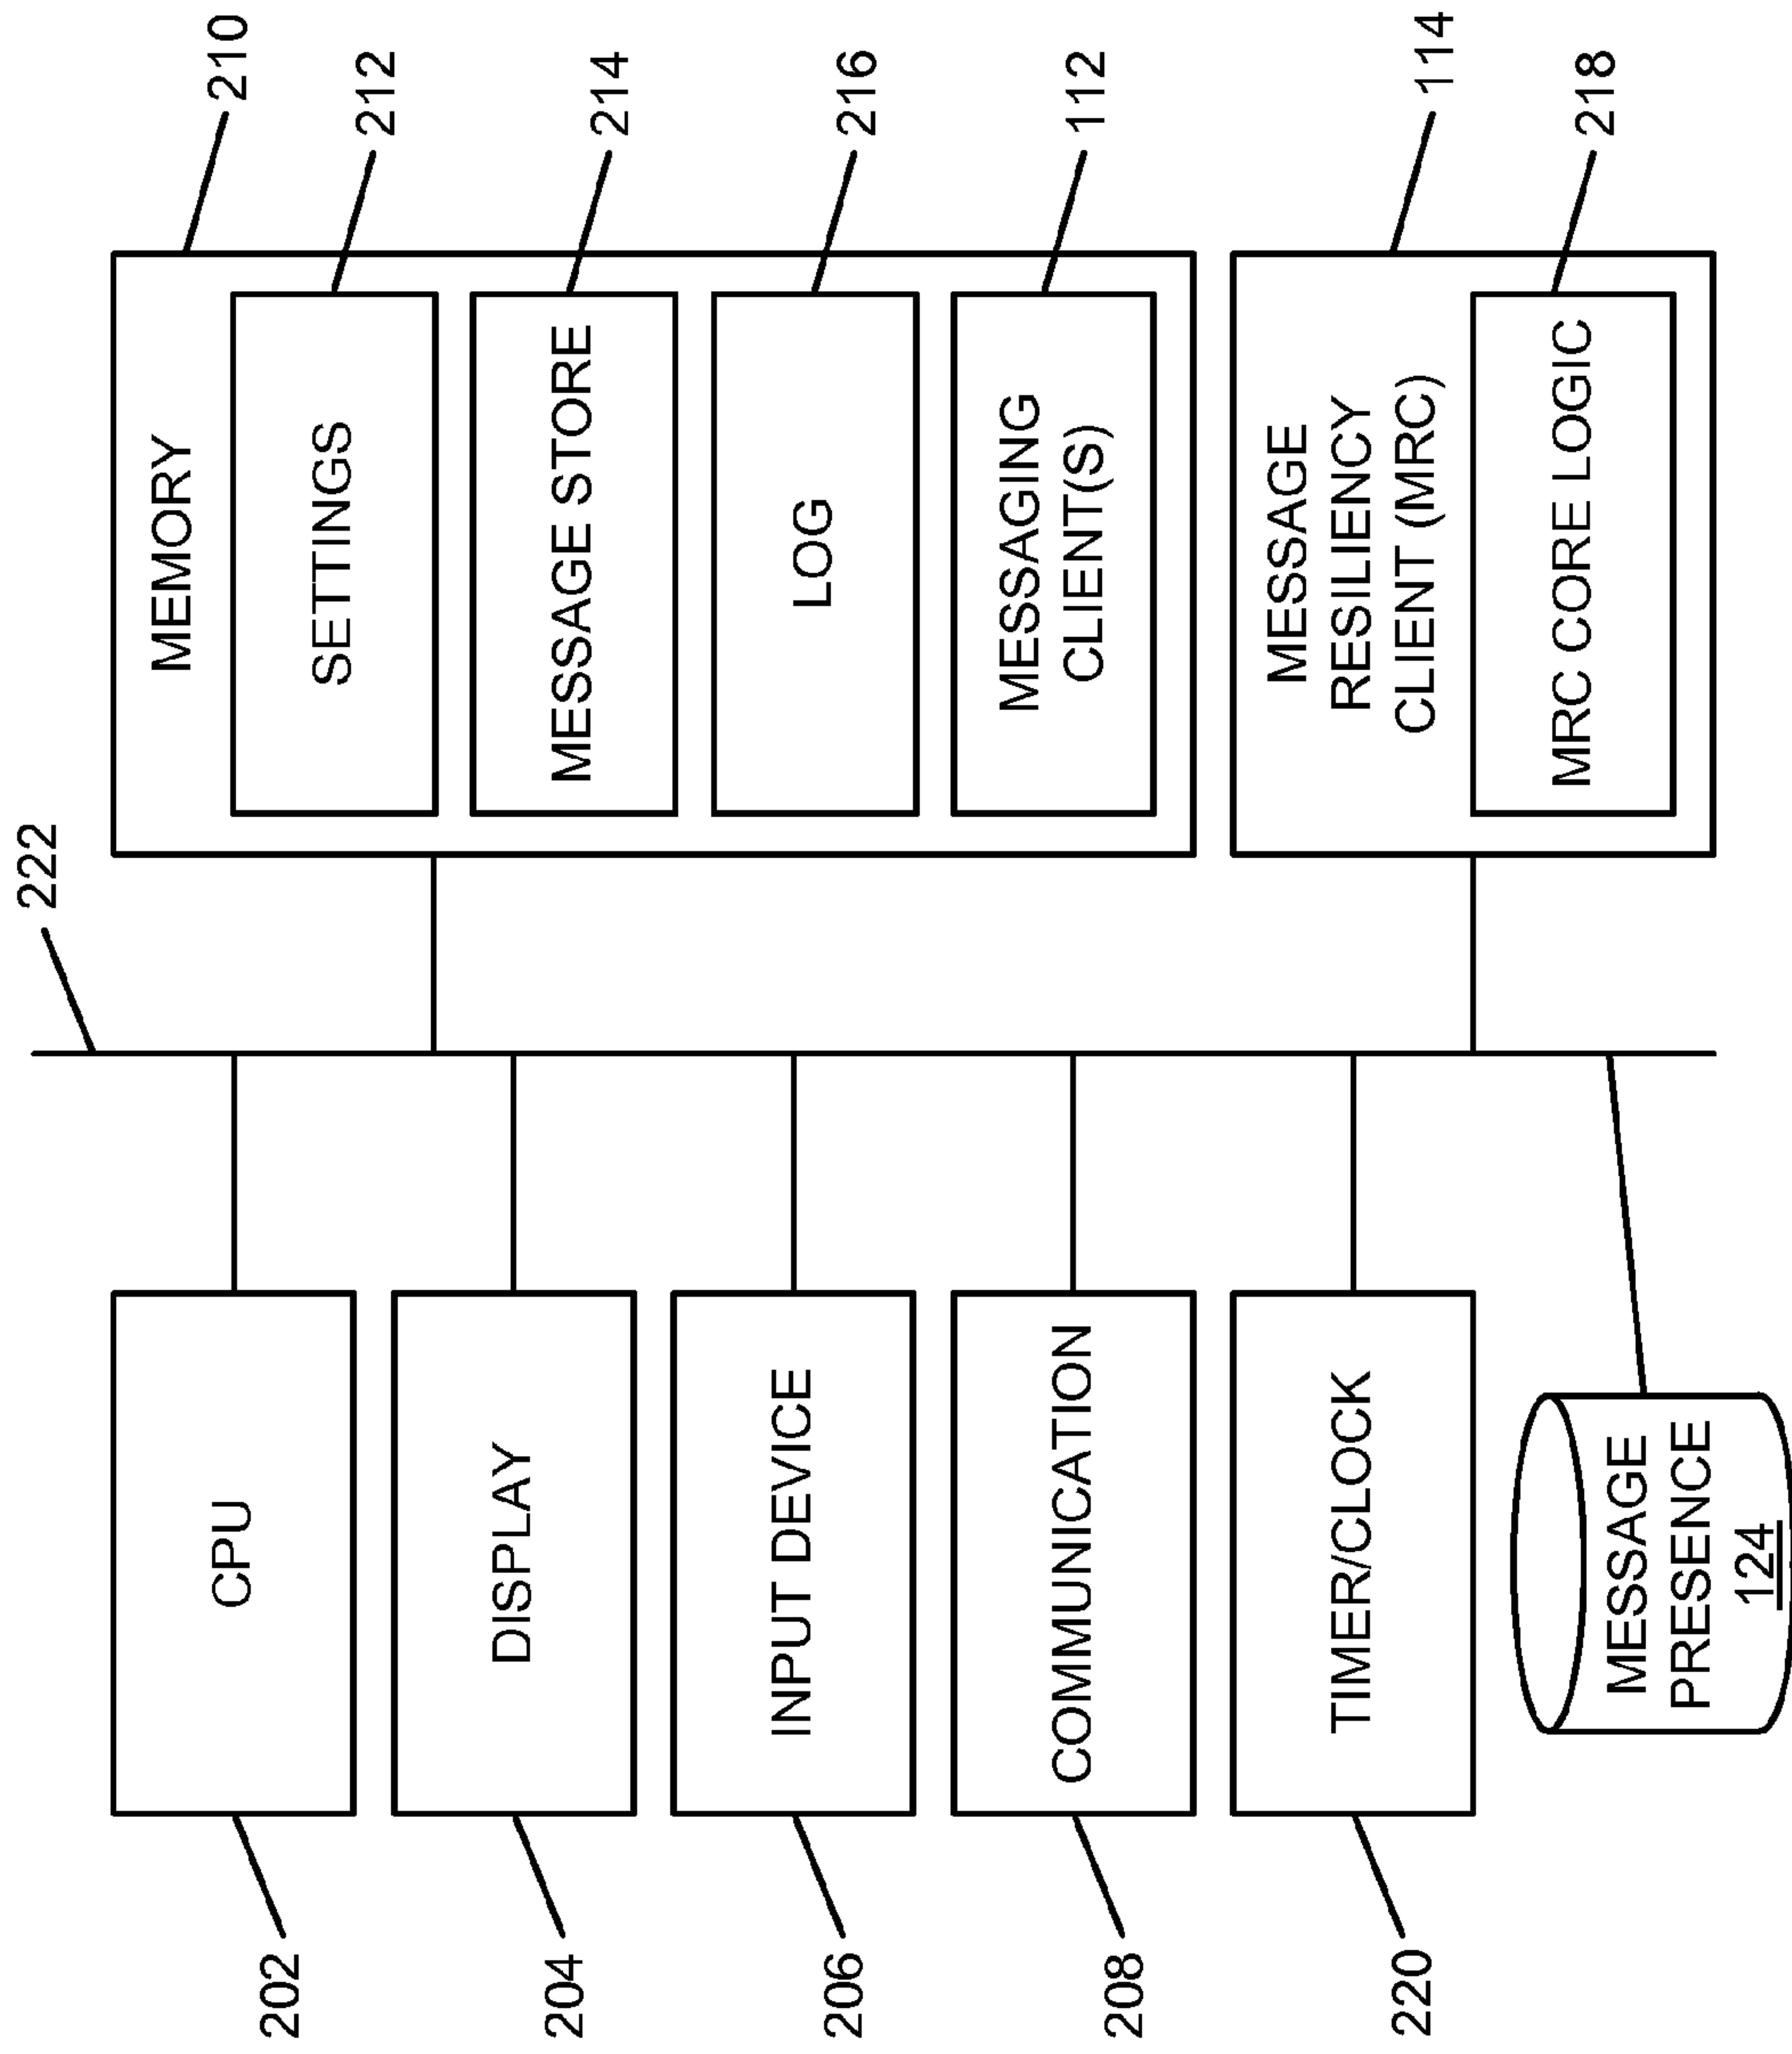 222
202
CPU
204
DISPLAY
206
INPUT DEVICE
208
COMMUNICATION
220
TIMER/CLOCK
MESSAGE
PRESENCE
124
MEMORY
210
SETTINGS
212
MESSAGE STORE
214
LOG
216
MESSAGING
CLIENT(S)
112
MESSAGE
RESILIENCY
CLIENT (MRC)
114
MRC CORE LOGIC
218